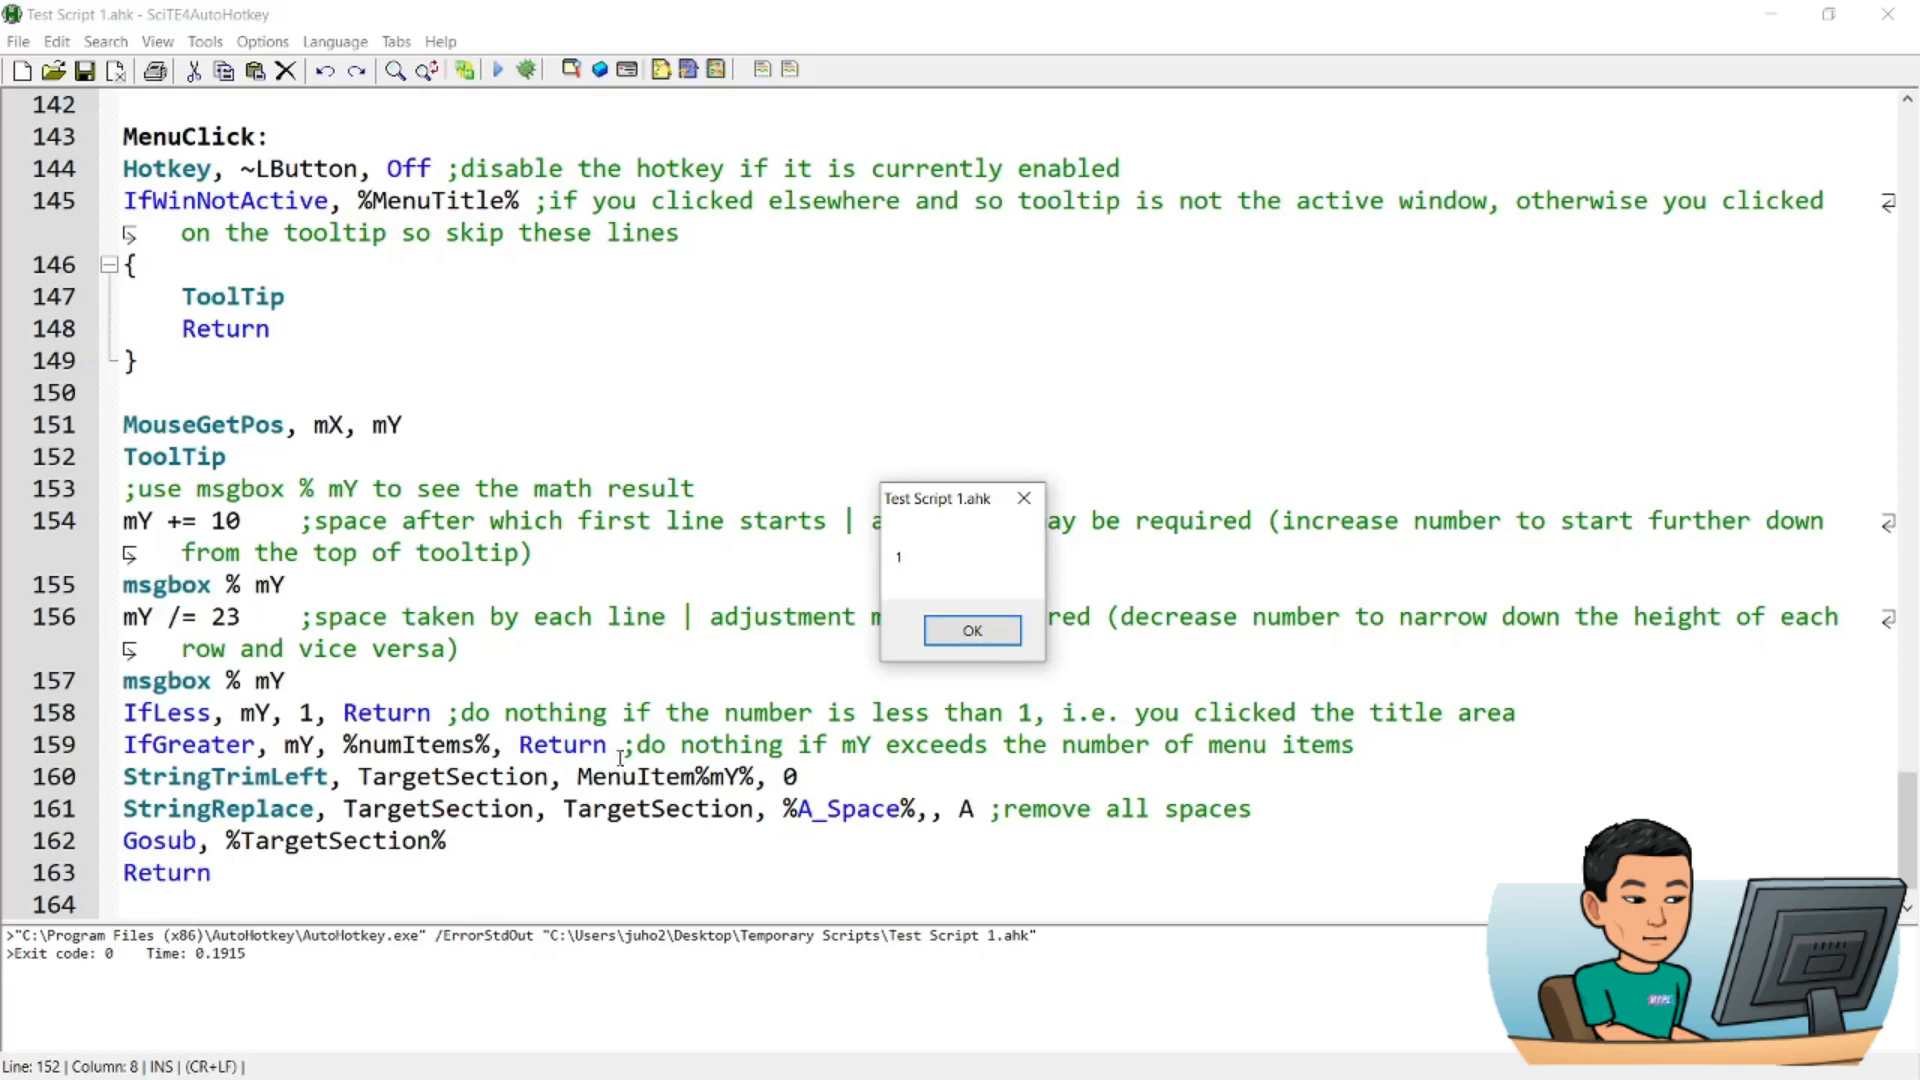 Test Script 1.ahk - SciTE4AutoHotkey
File Edit Search View Tools Options Language Tabs Help
142
143 MenuClick:
144 Hotkey, ~LButton, Off ;disable the hotkey if it is currently enabled
145 IfWinNotActive, %MenuTitle% ;if you clicked elsewhere and so tooltip is not the active window, otherwise you clicked
on the tooltip so skip these lines
146 {
147 ToolTip
148 Return
149 }
150
151 MouseGetPos, mX, mY
152 ToolTip
153 ;use msgbox % mY to see the math result
154 mY += 10 ;space after which first line starts | a ay be required (increase number to start further down
from the top of tooltip)
155 msgbox % mY
156 mY /= 23 ;space taken by each line | adjustment m red (decrease number to narrow down the height of each
row and vice versa)
157 msgbox % mY
158 IfLess, mY, 1, Return ;do nothing if the number is less than 1, i.e. you clicked the title area
159 IfGreater, mY, %numItems%, Return ;do nothing if mY exceeds the number of menu items
160 StringTrimLeft, TargetSection, MenuItem%mY%, 0
161 StringReplace, TargetSection, TargetSection, %A_Space%,, A ;remove all spaces
162 Gosub, %TargetSection%
163 Return
164
Test Script 1.ahk
1
OK
>"C:\Program Files (x86)\AutoHotkey\AutoHotkey.exe" /ErrorStdOut "C:\Users\juho2\Desktop\Temporary Scripts\Test Script 1.ahk"
>Exit code: 0 Time: 0.1915
Line: 152 | Column: 8 | INS | (CR+LF) |